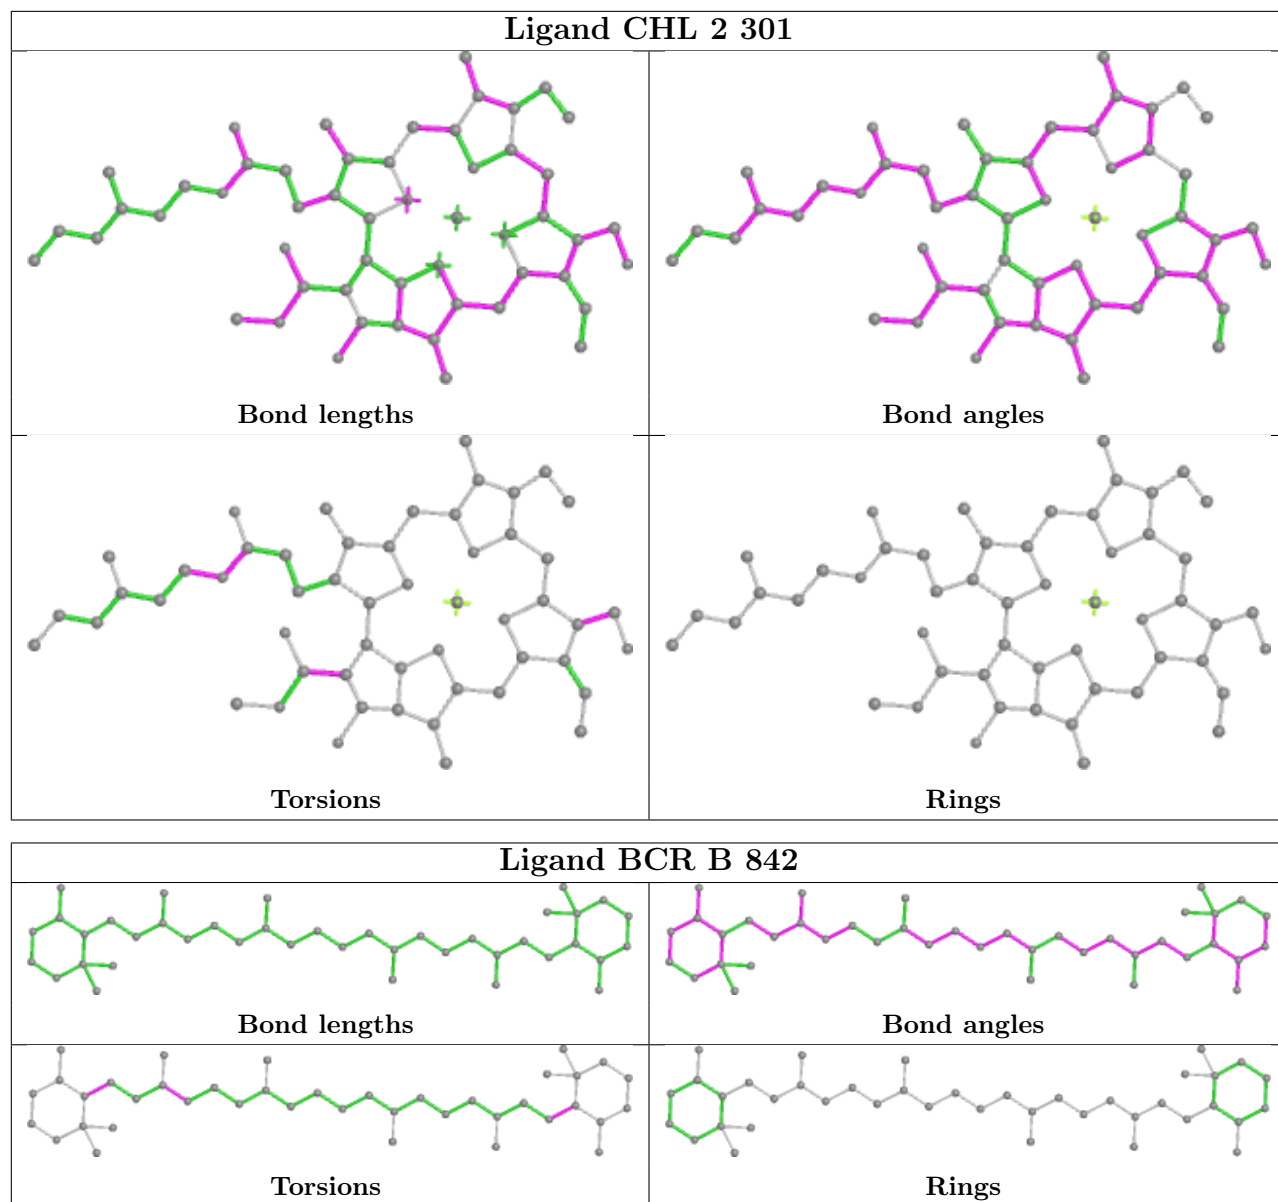 Ligand CHL 2 301
Bond lengths
Bond angles
Torsions
Rings
Ligand BCR B 842
Bond lengths
Bond angles
Torsions
Rings